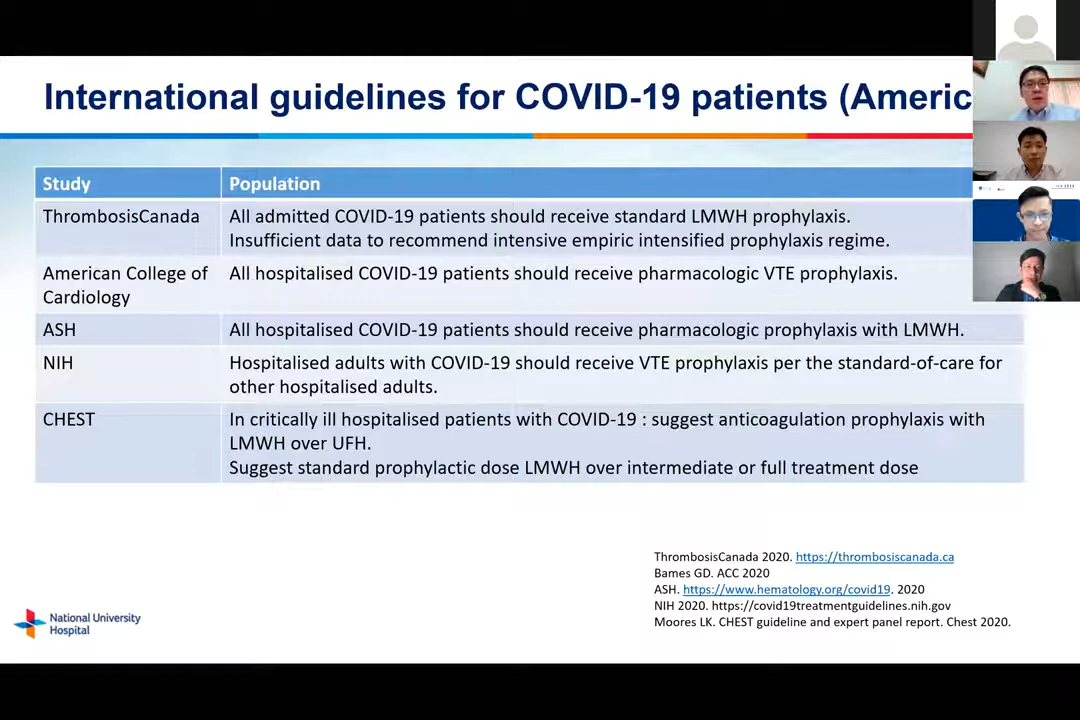 International guidelines for COVID-19 patients (Americ
Study
Population
ThrombosisCanada
All admitted COVID-19 patients should receive standard LMWH prophylaxis.
Insufficient data to recommend intensive empiric intensified prophylaxis regime.
American College of
Cardiology
All hospitalised COVID-19 patients should receive pharmacologic VTE prophylaxis.
ASH
All hospitalised COVID-19 patients should receive pharmacologic prophylaxis with LMWH.
NIH
Hospitalised adults with COVID-19 should receive VTE prophylaxis per the standard-of-care for
other hospitalised adults.
CHEST
In critically ill hospitalised patients with COVID-19 : suggest anticoagulation prophylaxis with
LMWH over UFH.
Suggest standard prophylactic dose LMWH over intermediate or full treatment dose
ThrombosisCanada 2020. https://thrombosiscanada.ca
Barnes GD. ACC 2020
ASH. https://www.hematology.org/covid19. 2020
NIH 2020. https://covid19treatmentguidelines.nih.gov
Moores LK. CHEST guideline and expert panel report. Chest 2020.
National University
Hospital